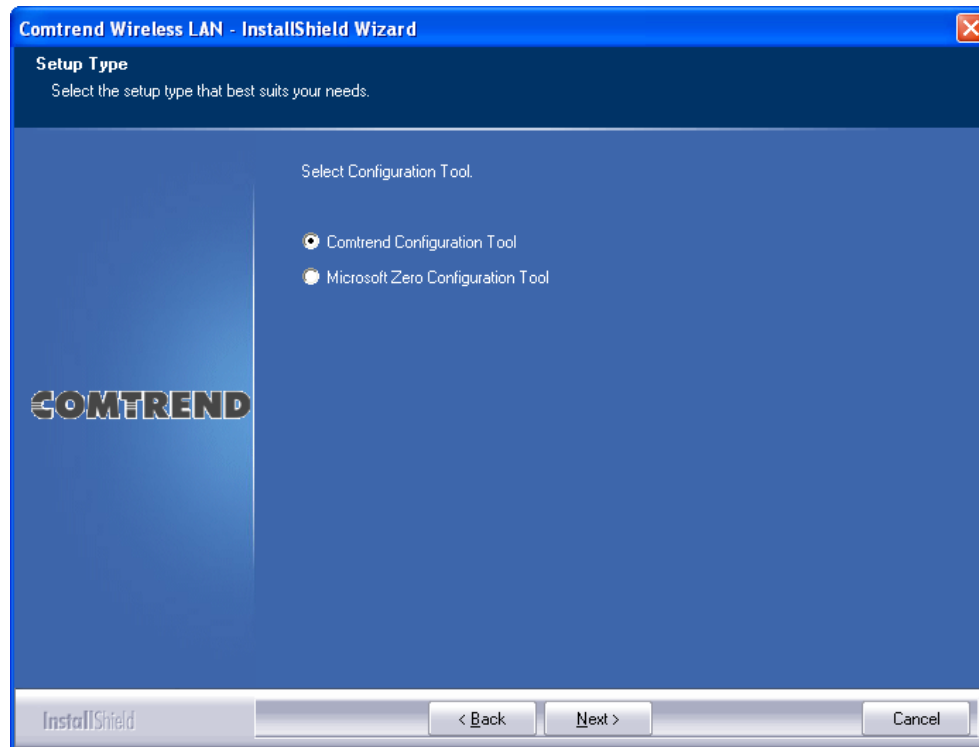 Comtrend Wireless LAN - InstallShield Wizard
Setup Type
Select the setup type that best suits your needs.
Select Configuration Tool.
Comtrend Configuration Tool
Microsoft Zero Configuration Tool
COMTREND
InstallShield
< Back
Next >
Cancel